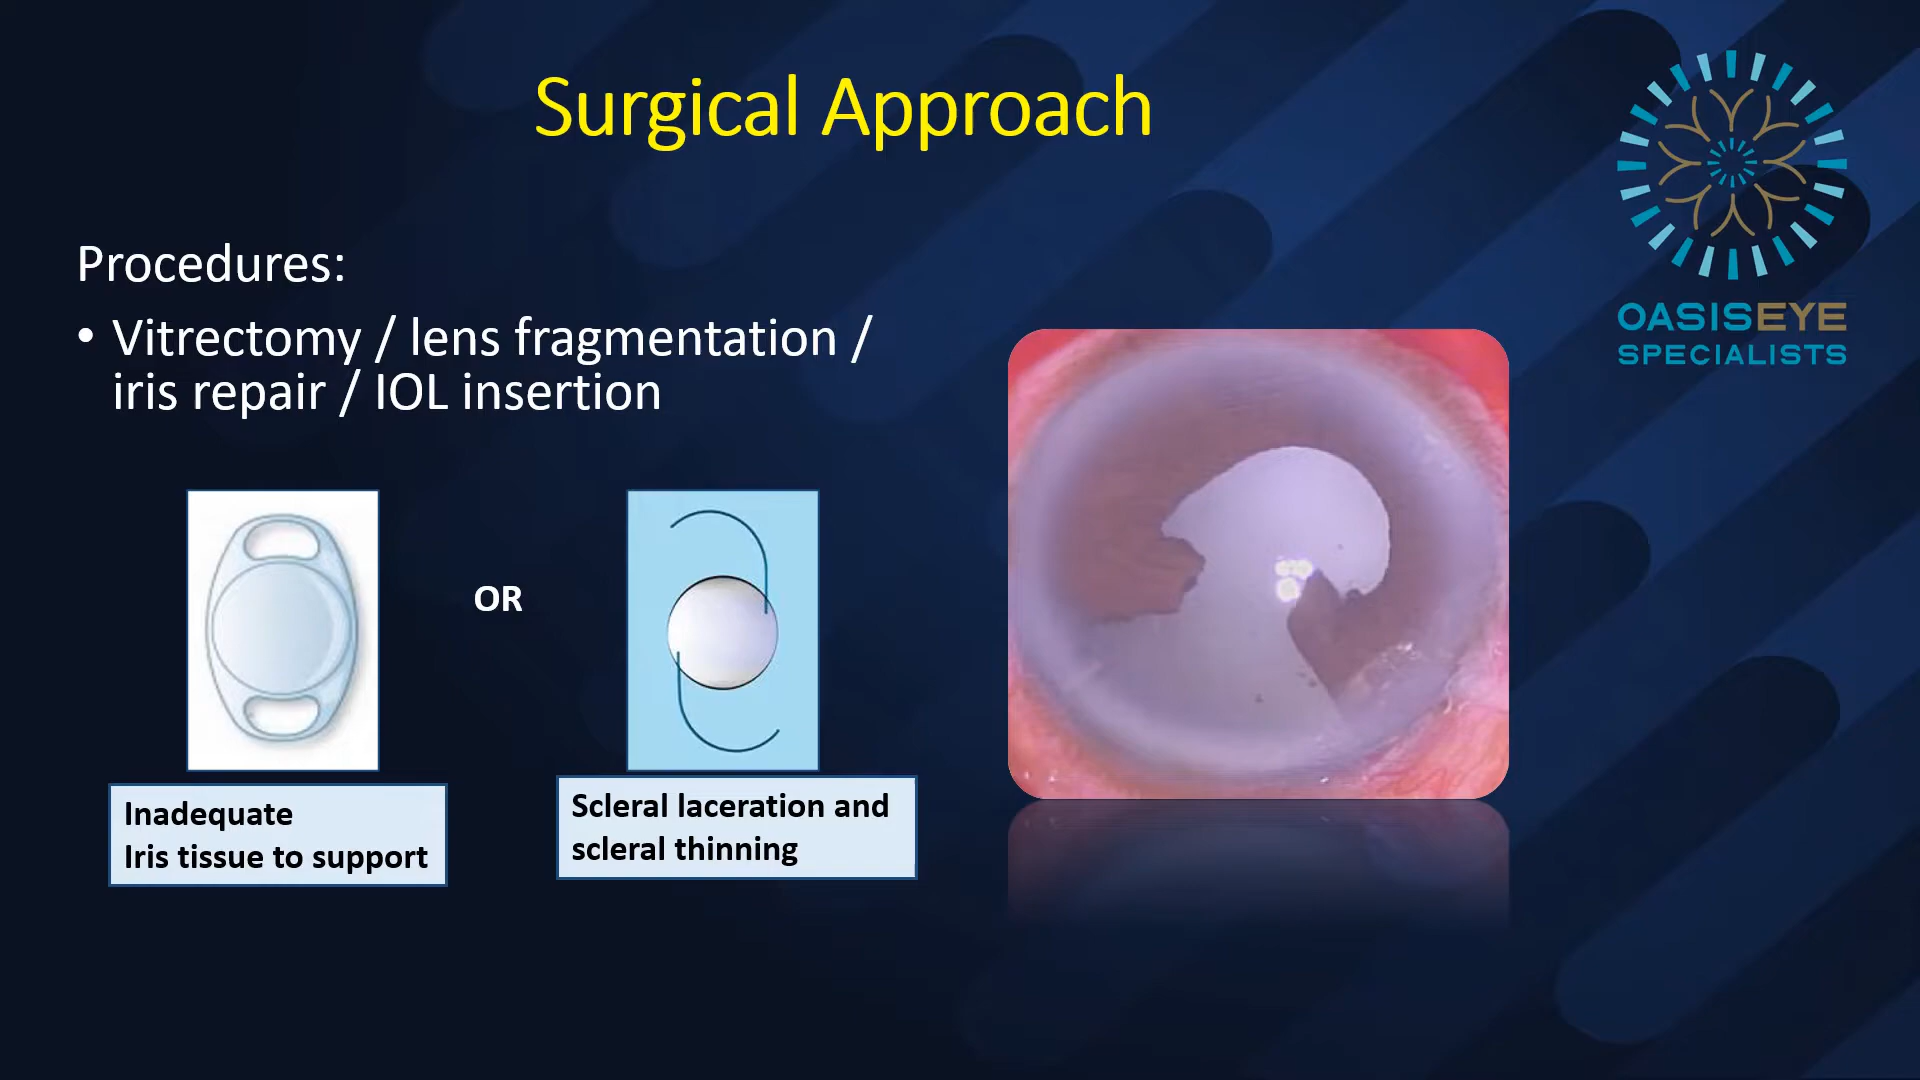 Surgical Approach
OASISEYE
SPECIALISTS
Procedures:
• Vitrectomy / lens fragmentation /
iris repair / IOL insertion
OR
Inadequate
Iris tissue to support
Scleral laceration and
scleral thinning